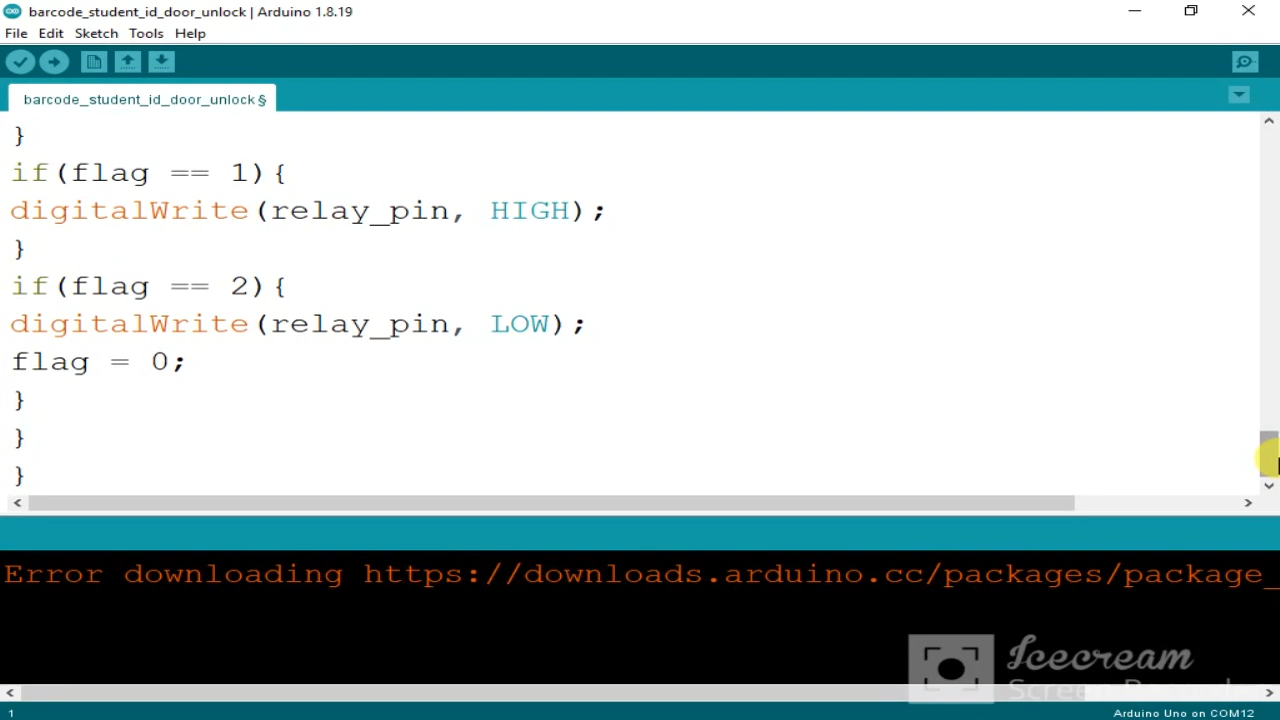 barcode_student_id_door_unlock | Arduino 1.8.19
File Edit Sketch Tools Help
barcode_student_id_door_unlock §
}
if(flag == 1){
digitalWrite(relay_pin, HIGH);
}
if(flag == 2){
digitalWrite(relay_pin, LOW);
flag = 0;
}
}
}
Error downloading https://downloads.arduino.cc/packages/package_
Icecream
Screen Recorder
1
Arduino Uno on COM12